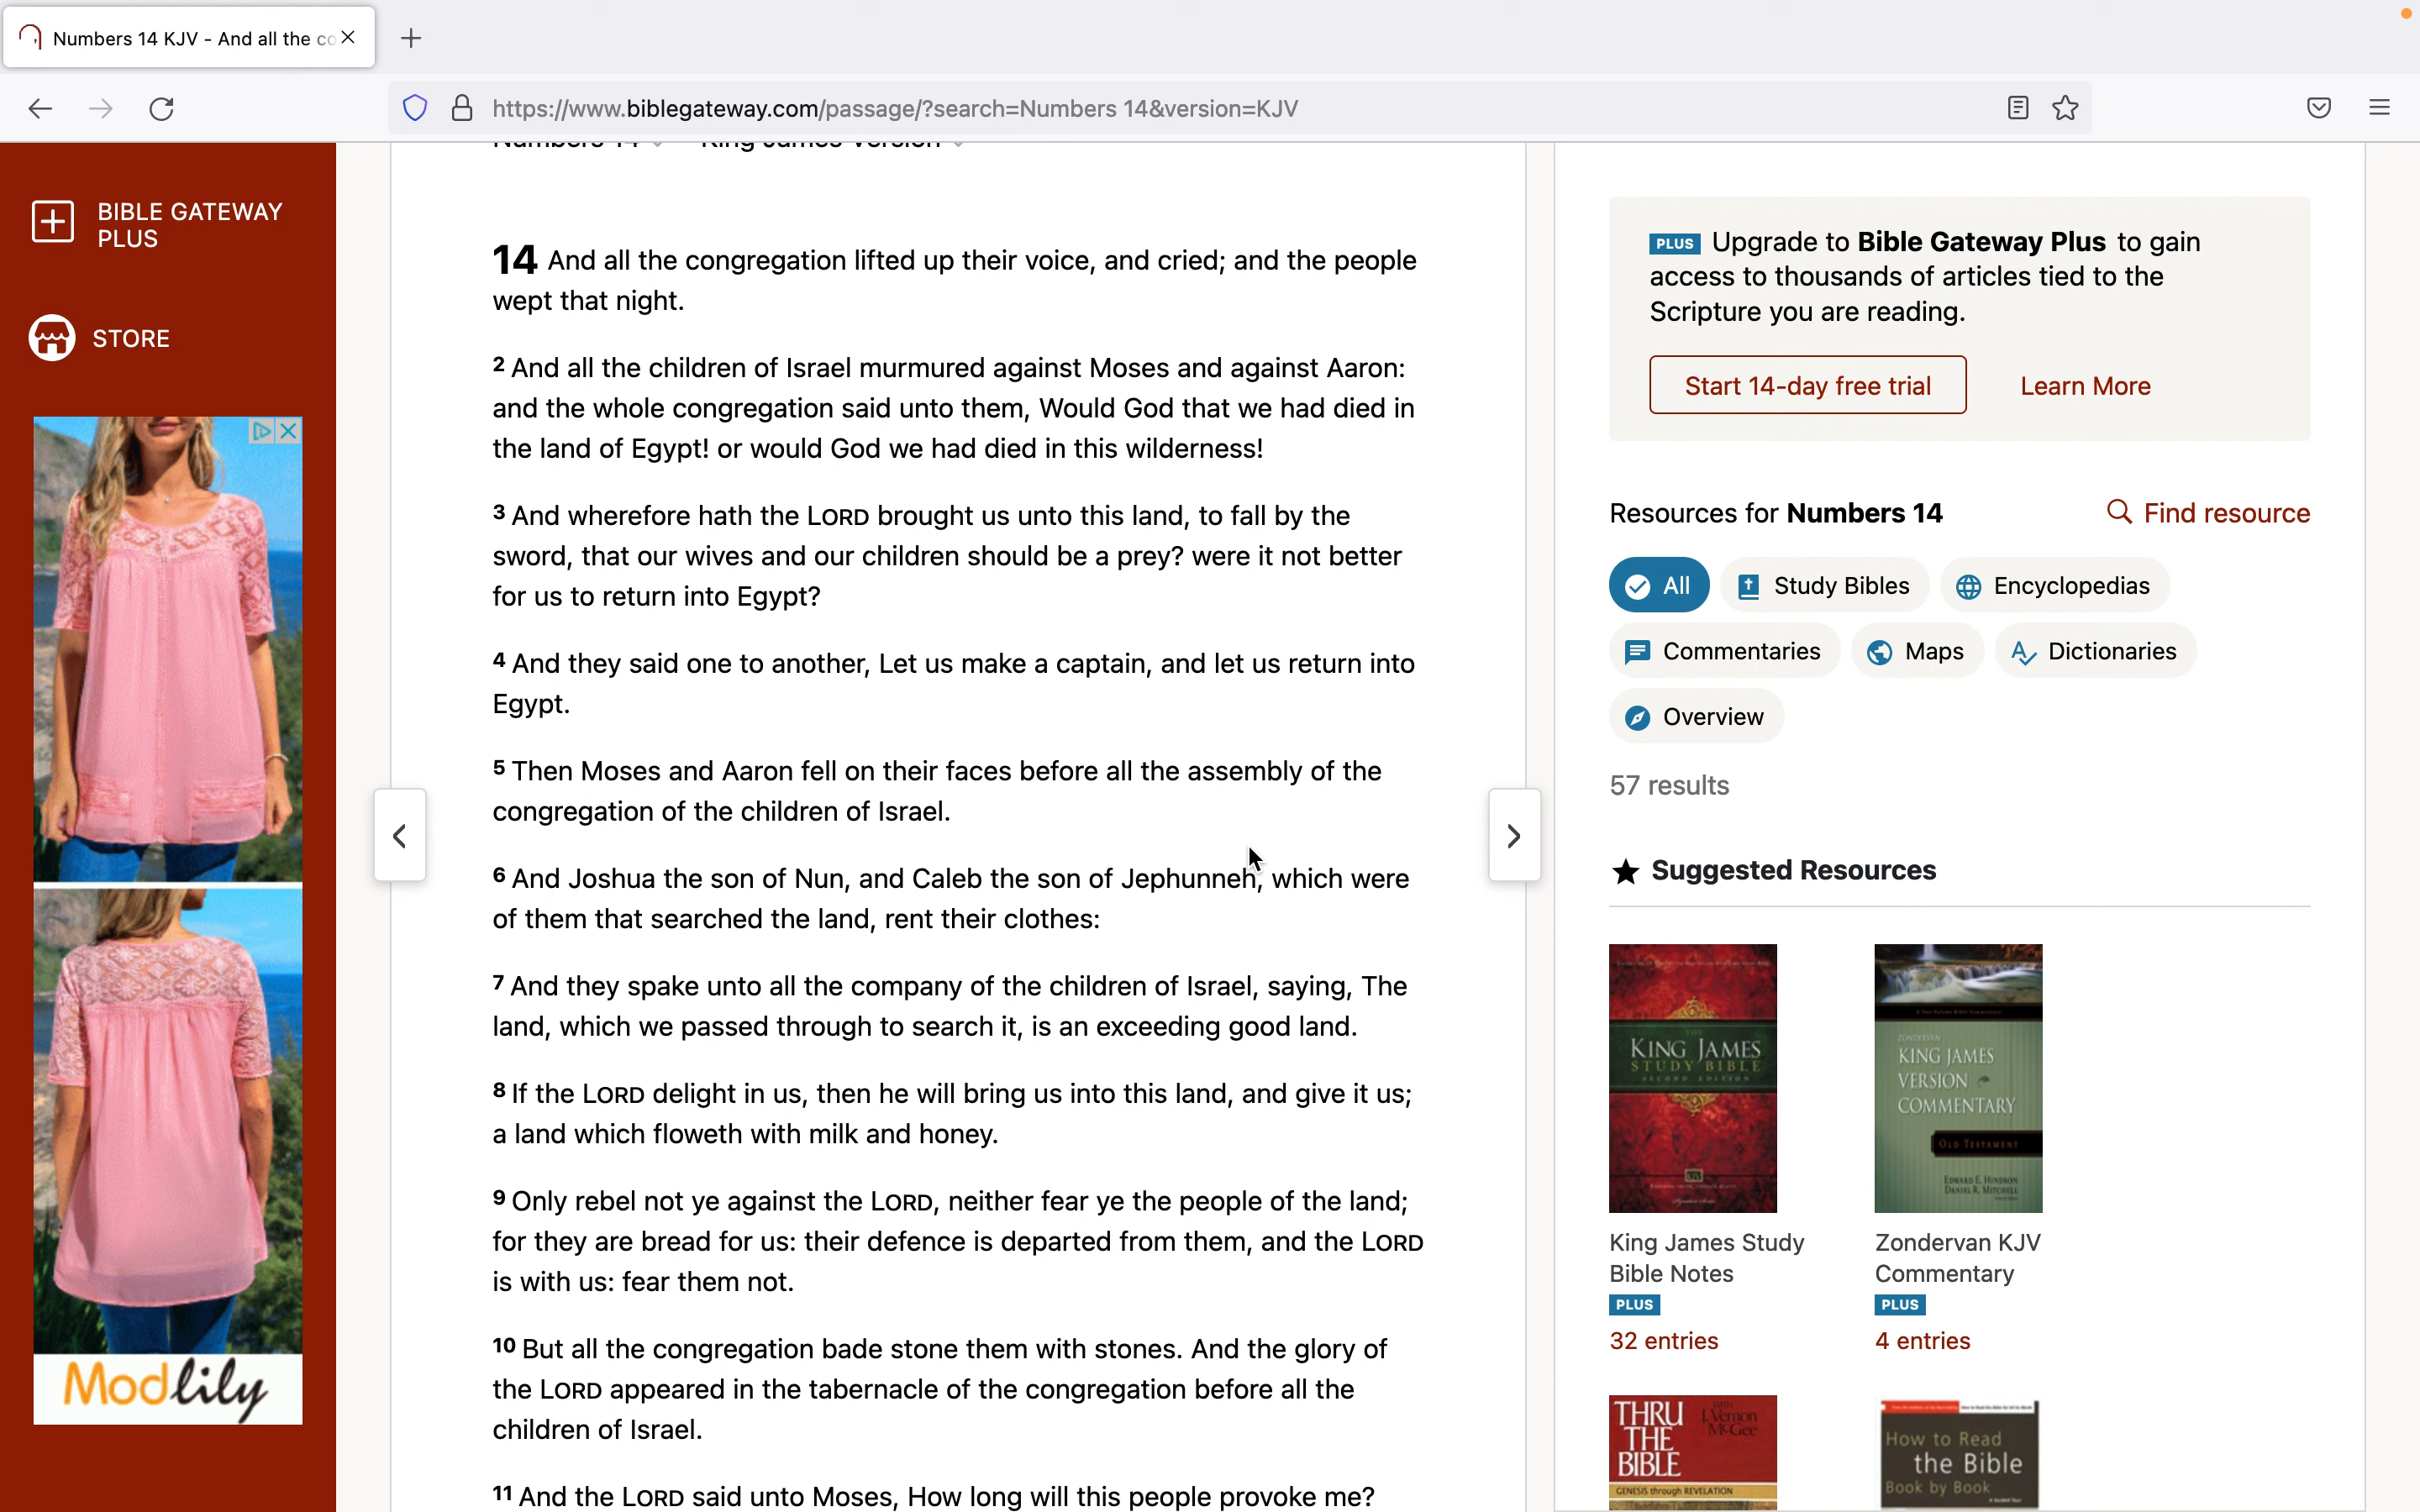 Numbers 14 KJV - And all the co
https://www.biblegateway.com/passage/?search=Numbers 14&version=KJV
BIBLE GATEWAY
PLUS
STORE
Modlily
Numbers 14 King James Version
14 And all the congregation lifted up their voice, and cried; and the people
wept that night.
2 And all the children of Israel murmured against Moses and against Aaron:
and the whole congregation said unto them, Would God that we had died in
the land of Egypt! or would God we had died in this wilderness!
3 And wherefore hath the LORD brought us unto this land, to fall by the
sword, that our wives and our children should be a prey? were it not better
for us to return into Egypt?
4 And they said one to another, Let us make a captain, and let us return into
Egypt.
5 Then Moses and Aaron fell on their faces before all the assembly of the
congregation of the children of Israel.
6 And Joshua the son of Nun, and Caleb the son of Jephunneh, which were
of them that searched the land, rent their clothes:
7 And they spake unto all the company of the children of Israel, saying, The
land, which we passed through to search it, is an exceeding good land.
8 If the LORD delight in us, then he will bring us into this land, and give it us;
a land which floweth with milk and honey.
9 Only rebel not ye against the LORD, neither fear ye the people of the land;
for they are bread for us: their defence is departed from them, and the LORD
is with us: fear them not.
10 But all the congregation bade stone them with stones. And the glory of
the LORD appeared in the tabernacle of the congregation before all the
children of Israel.
11 And the LORD said unto Moses, How long will this people provoke me?
PLUS Upgrade to Bible Gateway Plus to gain
access to thousands of articles tied to the
Scripture you are reading.
Start 14-day free trial
Learn More
Resources for Numbers 14
Find resource
All
Study Bibles
Encyclopedias
Commentaries
Maps
Dictionaries
Overview
57 results
Suggested Resources
KING JAMES
STUDY BIBLE
SECOND EDITION
King James Study
Bible Notes
PLUS
32 entries
ZONDERVAN
KING JAMES
VERSION
COMMENTARY
OLD TESTAMENT
EDWARD E. HINDSON
DANIEL R. MITCHELL
Zondervan KJV
Commentary
PLUS
4 entries
THRU
THE
BIBLE
WITH
J. Vernon
McGee
GENESIS through REVELATION
How to Read
the Bible
Book by Book